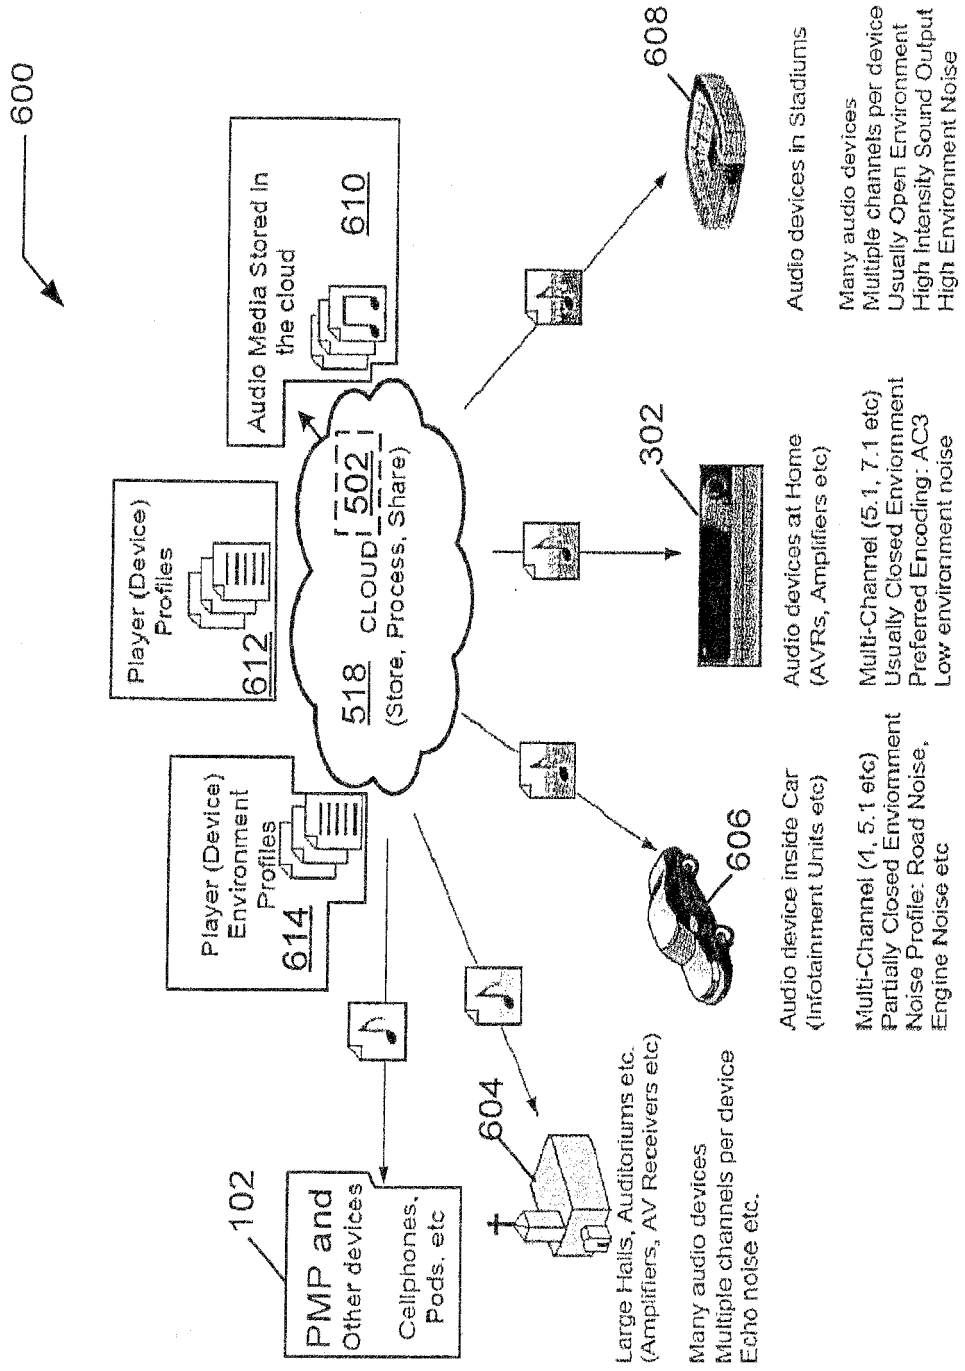 600
Audio Media Stored In
the cloud
610
Player (Device)
Profiles
612
Player (Device)
Environment
Profiles
614
518 CLOUD 502
(Store, Process, Share)
102
PMP and
Other devices
Cellphones,
Pods, etc
604
Large Halls, Auditoriums etc.
(Amplifiers, AV Receivers etc)
Many audio devices
Multiple channels per device
Echo noise etc.
606
Audio device inside Car
(Infotainment Units etc)
Multi-Channel (1, 5.1 etc)
Partially Closed Enviornment
Noise Profile: Road Noise,
Engine Noise etc
302
Audio devices at Home
(AVRs, Amplifiers etc)
Multi-Channel (5.1, 7.1 etc)
Usually Closed Enviornment
Preferred Encoding: AC3
Low environment noise
608
Audio devices in Stadiums
Many audio devices
Multiple channels per device
Usually Open Environment
High Intensity Sound Output
High Environment Noise